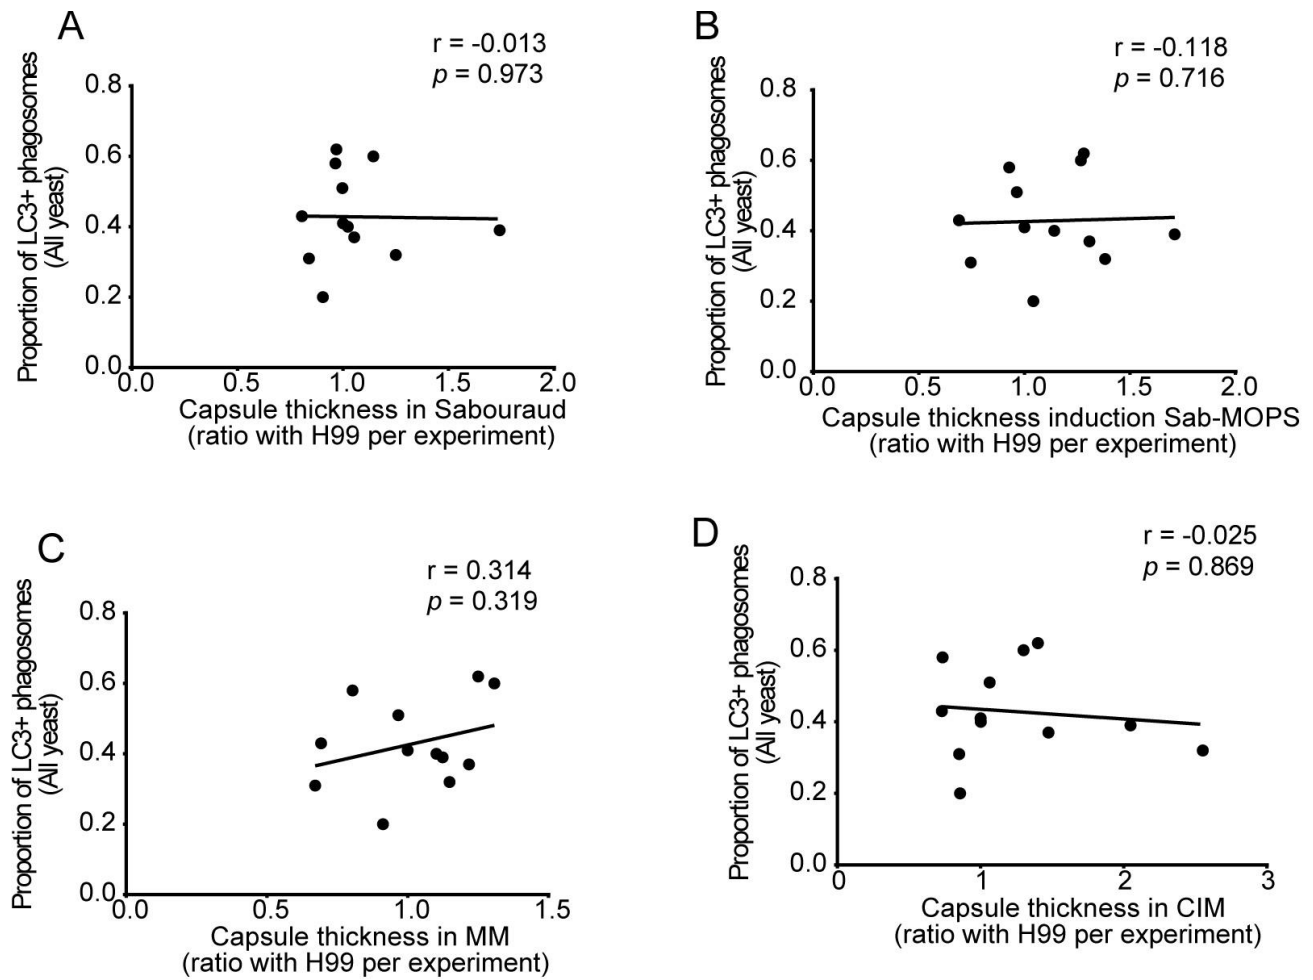 A
r = -0.013
p = 0.973
Proportion of LC3+ phagosomes
(All yeast)
0.8
0.6
0.4
0.2
0.0
0.0 0.5 1.0 1.5 2.0
Capsule thickness in Sabouraud
(ratio with H99 per experiment)
B
r = -0.118
p = 0.716
Proportion of LC3+ phagosomes
(All yeast)
0.8
0.6
0.4
0.2
0.0
0.0 0.5 1.0 1.5 2.0
Capsule thickness induction Sab-MOPS
(ratio with H99 per experiment)
C
r = 0.314
p = 0.319
Proportion of LC3+ phagosomes
(All yeast)
0.8
0.6
0.4
0.2
0.0
0.0 0.5 1.0 1.5
Capsule thickness in MM
(ratio with H99 per experiment)
D
r = -0.025
p = 0.869
Proportion of LC3+ phagosomes
(All yeast)
0.8
0.6
0.4
0.2
0.0
0 1 2 3
Capsule thickness in CIM
(ratio with H99 per experiment)